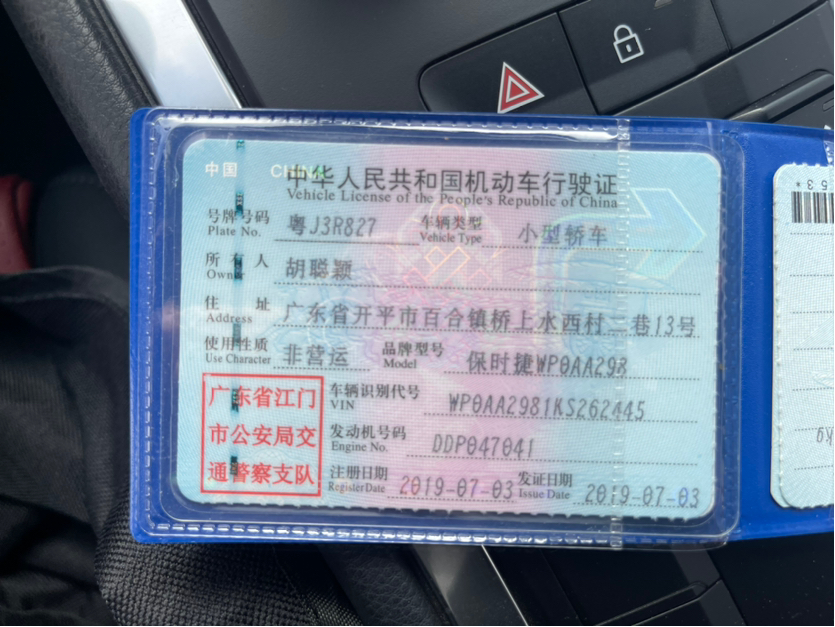 中国 CHINA
中华人民共和国机动车行驶证
Vehicle License of the People's Republic of China
号牌号码 粤J3R827 车辆类型 小型轿车
Plate No. Vehicle Type
所有人 胡聪颖
Owner
住址 广东省开平市百合镇桥上水西村二巷13号
Address
使用性质 非营运 品牌型号 保时捷WP0AA298
Use Character Model
广东省江门
市公安局交
通警察支队
车辆识别代号 WP0AA2981KS262445
VIN
发动机号码 DDP047041
Engine No.
注册日期 2019-07-03 发证日期 2019-07-03
Register Date Issue Date
53*
kg